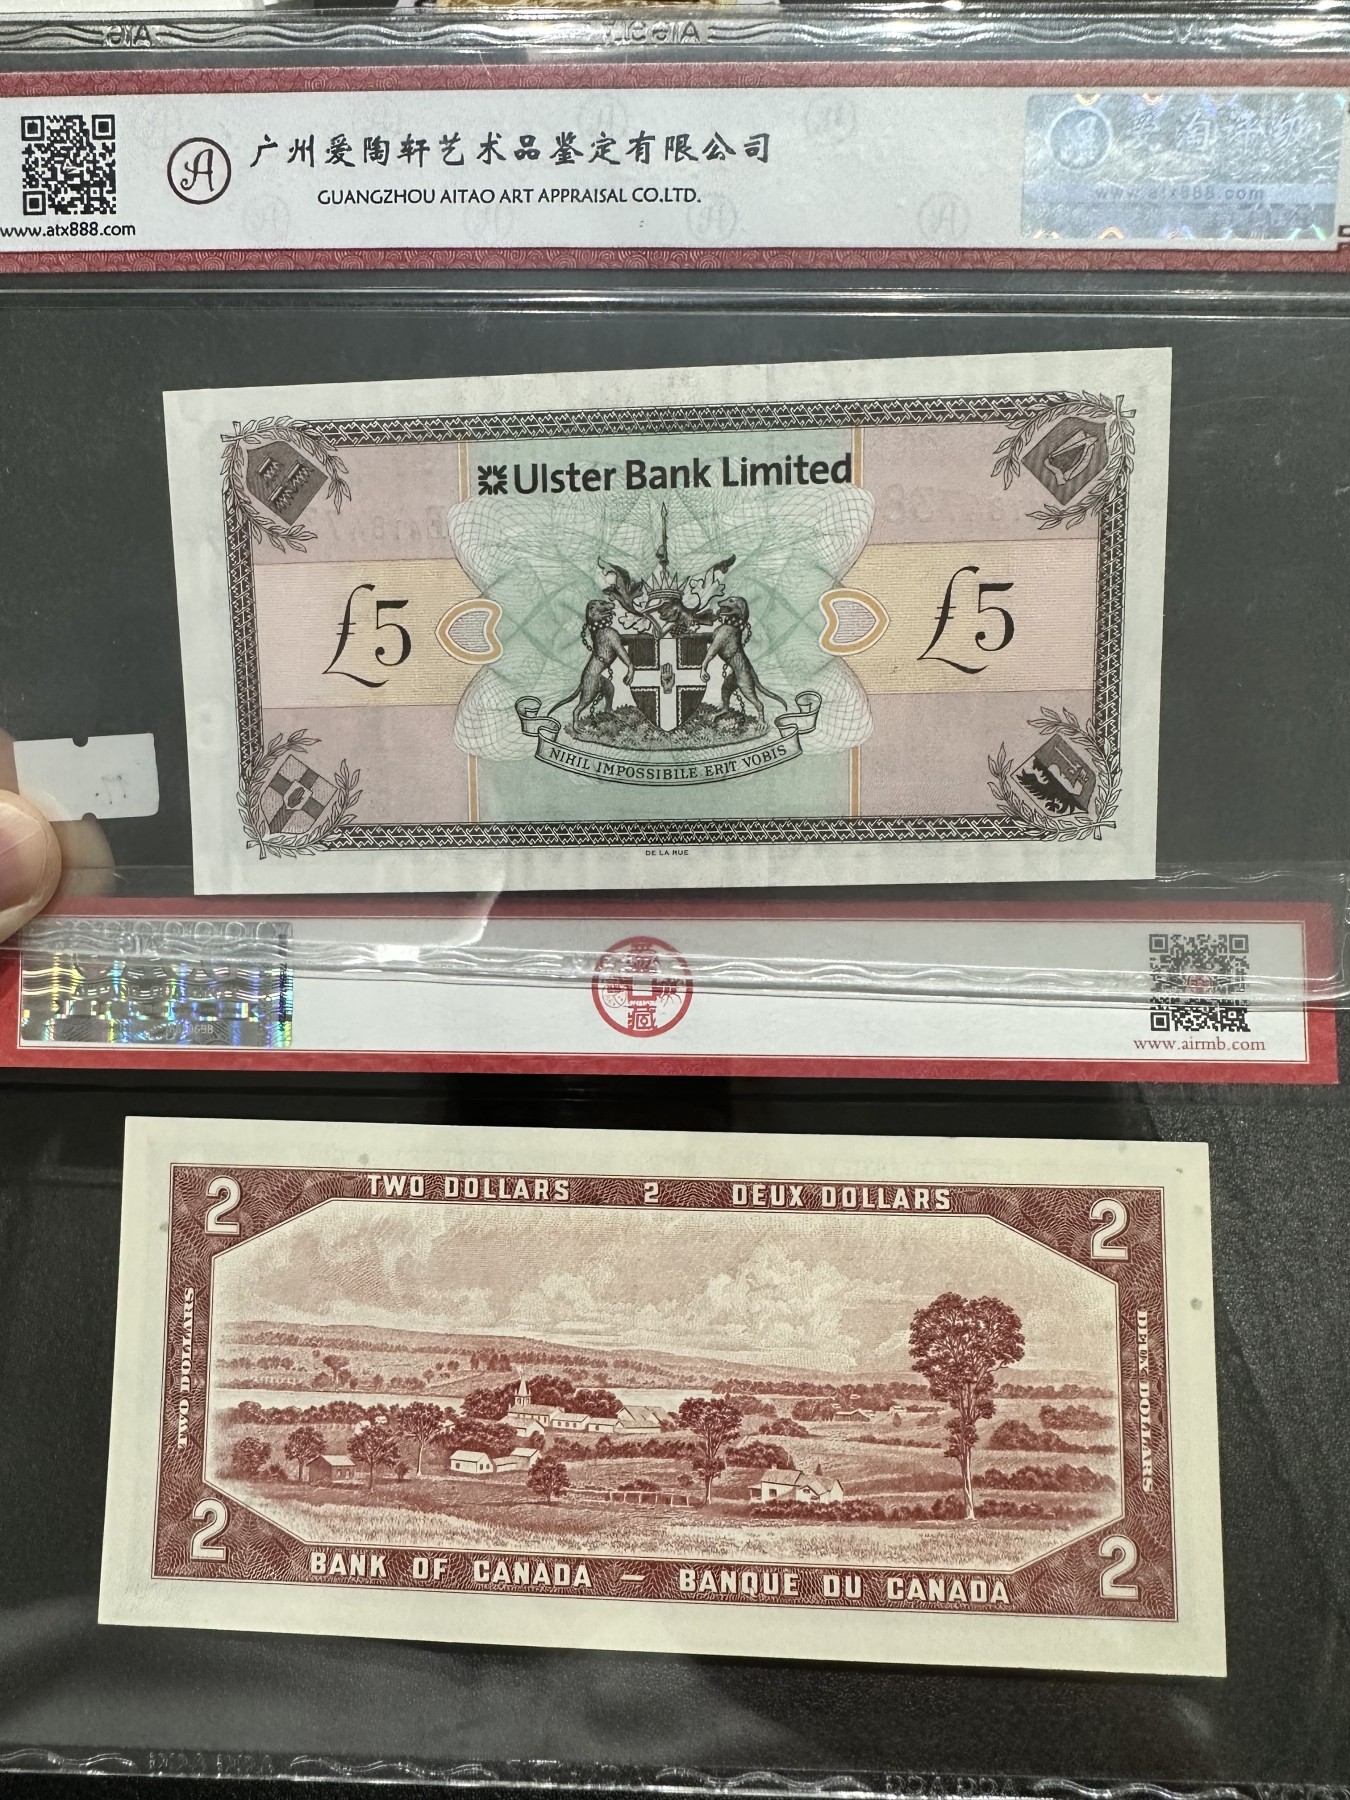 广州爱陶轩艺术品鉴定有限公司
GUANGZHOU AITAO ART APPRAISAL CO.LTD.
www.atx888.com
www.atx888.com
Ulster Bank Limited
£5
£5
NIHIL IMPOSSIBILE ERIT VOBIS
DE LA RUE
www.airmb.com
2
TWO DOLLARS 2 DEUX DOLLARS
2
TWO DOLLARS
DEUX DOLLARS
2
BANK OF CANADA – BANQUE DU CANADA
2